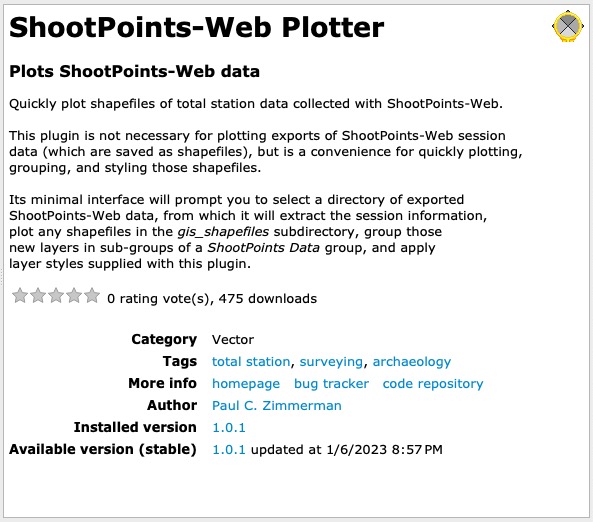 ShootPoints-Web Plotter
Plots ShootPoints-Web data
Quickly plot shapefiles of total station data collected with ShootPoints-Web.
This plugin is not necessary for plotting exports of ShootPoints-Web session
data (which are saved as shapefiles), but is a convenience for quickly plotting,
grouping, and styling those shapefiles.
Its minimal interface will prompt you to select a directory of exported
ShootPoints-Web data, from which it will extract the session information,
plot any shapefiles in the gis_shapefiles subdirectory, group those
new layers in sub-groups of a ShootPoints Data group, and apply
layer styles supplied with this plugin.
0 rating vote(s), 475 downloads
Category Vector
Tags total station, surveying, archaeology
More info homepage bug tracker code repository
Author Paul C. Zimmerman
Installed version 1.0.1
Available version (stable) 1.0.1 updated at 1/6/2023 8:57 PM